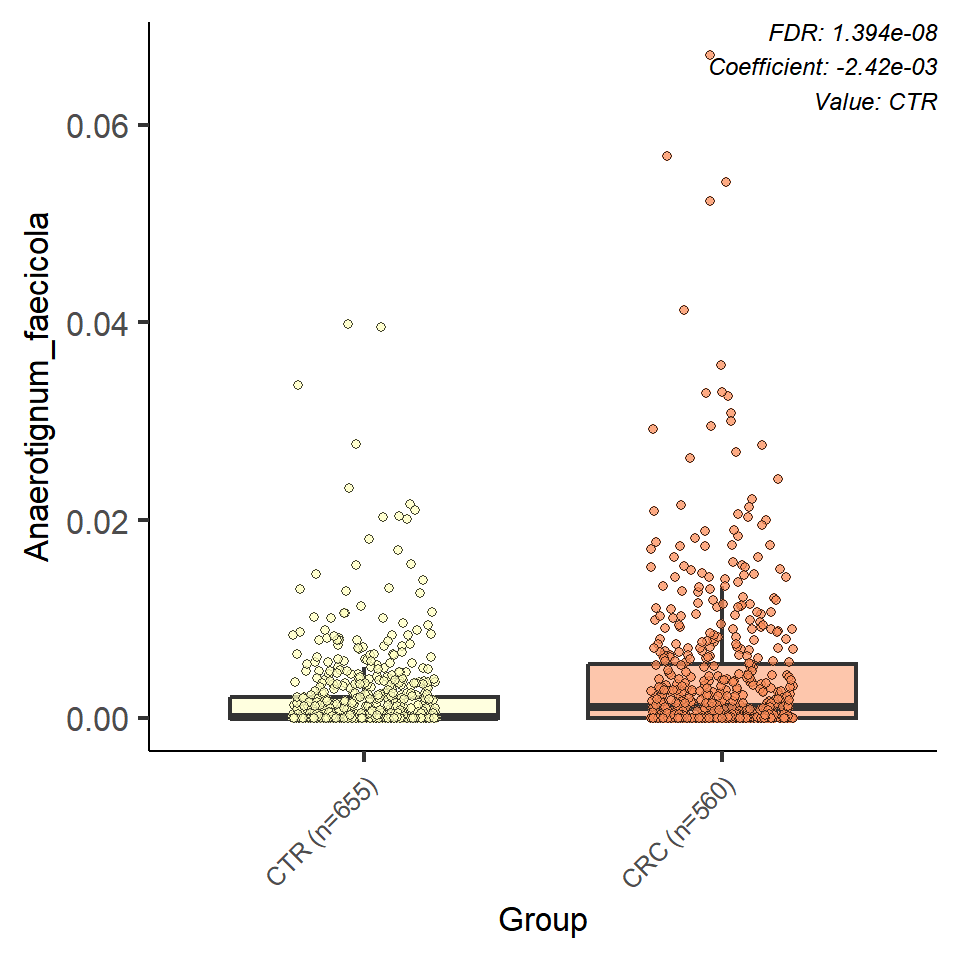 FDR: 1.394e-08
Coefficient: -2.42e-03
Value: CTR
Anaerotignum_faecicola
0.06
0.04
0.02
0.00
CTR (n=655)
CRC (n=560)
Group